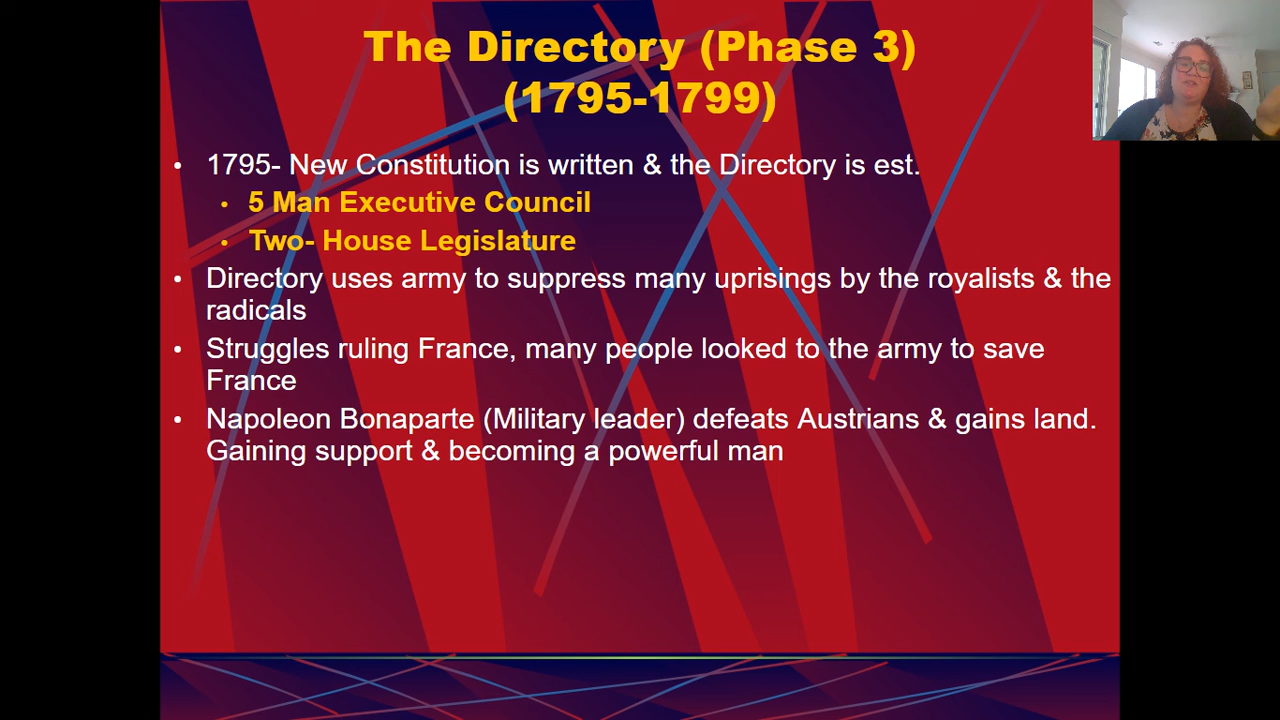 The Directory (Phase 3)
(1795-1799)
• 1795- New Constitution is written & the Directory is est.
• 5 Man Executive Council
• Two- House Legislature
• Directory uses army to suppress many uprisings by the royalists & the
radicals
• Struggles ruling France, many people looked to the army to save
France
• Napoleon Bonaparte (Military leader) defeats Austrians & gains land.
Gaining support & becoming a powerful man